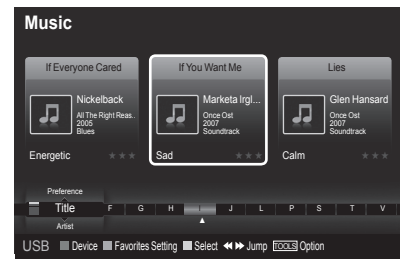 Music
If Everyone Cared
Nickelback
All The Right Reas..
2005
Blues
Energetic
If You Want Me
Marketa Irgl...
Once Ost
2007
Soundtrack
Sad
Lies
Glen Hansard
Once Ost
2007
Soundtrack
Calm
Preference
Title F G H I J L P S T V
Artist
USB Device Favorites Setting Select Jump TOOLS Option